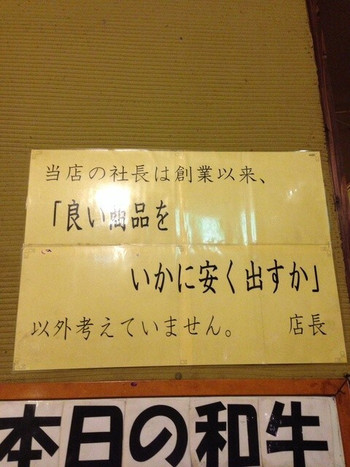 当店の社長は創業以来、
「良い商品を
いかに安く出すか」
以外考えていません。 店長
本日の和牛